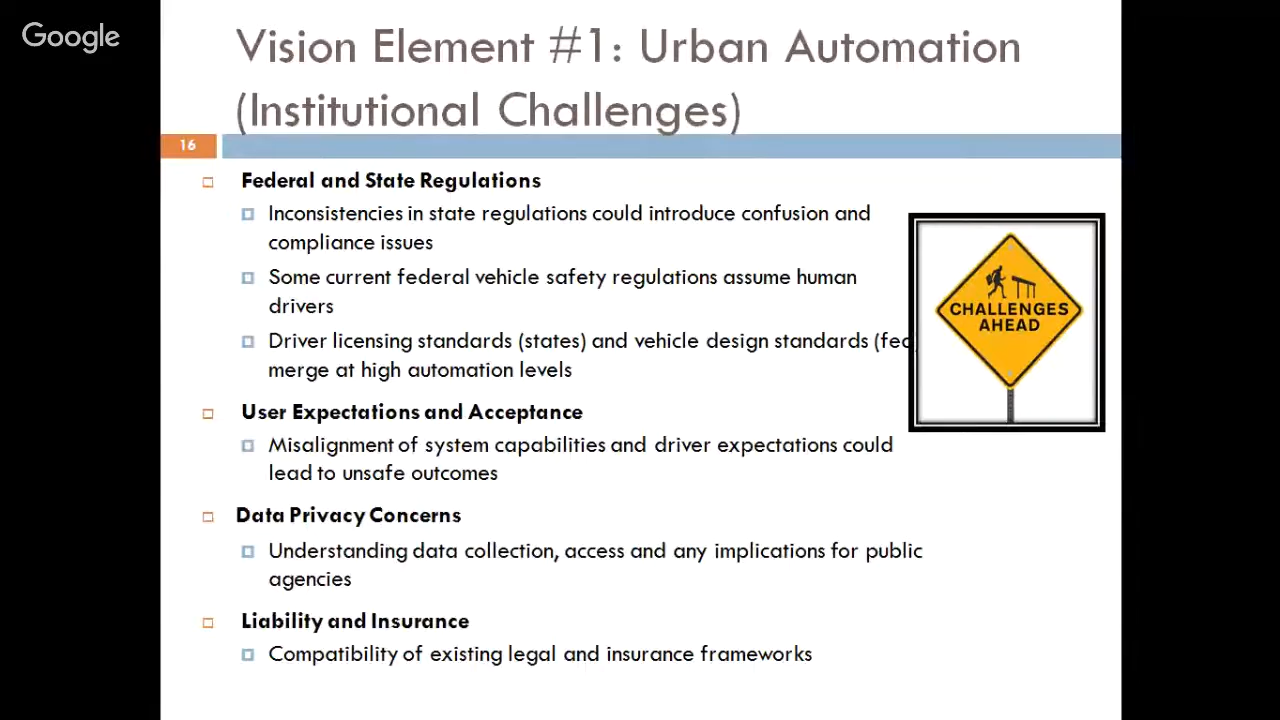 Google
Vision Element #1: Urban Automation
(Institutional Challenges)
16
Federal and State Regulations
Inconsistencies in state regulations could introduce confusion and
compliance issues
Some current federal vehicle safety regulations assume human
drivers
Driver licensing standards (states) and vehicle design standards (fed)
merge at high automation levels
CHALLENGES
AHEAD
User Expectations and Acceptance
Misalignment of system capabilities and driver expectations could
lead to unsafe outcomes
Data Privacy Concerns
Understanding data collection, access and any implications for public
agencies
Liability and Insurance
Compatibility of existing legal and insurance frameworks